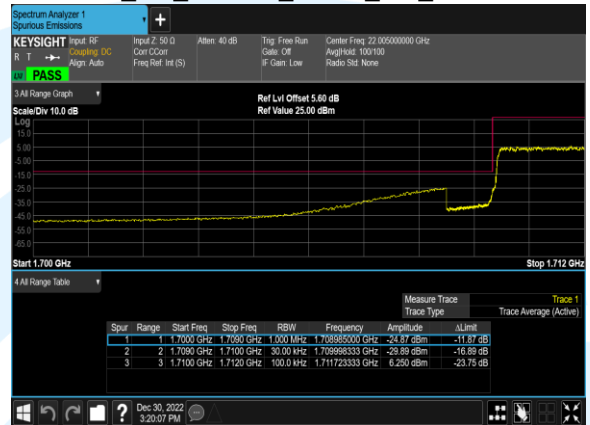 Spectrum Analyzer 1
Spurious Emissions
KEYSIGHT Input: RF Input Z: 50 Ω Atten: 40 dB Trig: Free Run Center Freq: 22.005000000 GHz
R T Coupling: DC Corr CCorr Gate: Off Avg|Hold: 100/100
Align: Auto Freq Ref: Int (S) IF Gain: Low Radio Std: None
PASS
3 All Range Graph
Ref Lvl Offset 5.60 dB
Scale/Div 10.0 dB Ref Value 25.00 dBm
Log
15.0
5.00
-5.00
-15.0
-25.0
-35.0
-45.0
-55.0
-65.0
Start 1.700 GHz Stop 1.712 GHz
4 All Range Table
Measure Trace Trace 1
Trace Type Trace Average (Active)
Spur Range Start Freq Stop Freq RBW Frequency Amplitude ΔLimit
1 1 1.7000 GHz 1.7090 GHz 1.000 MHz 1.708985000 GHz -24.87 dBm -11.87 dB
2 2 1.7090 GHz 1.7100 GHz 30.00 kHz 1.709998333 GHz -29.89 dBm -16.89 dB
3 3 1.7100 GHz 1.7120 GHz 100.0 kHz 1.711723333 GHz 6.250 dBm -23.75 dB
? Dec 30, 2022
3:20:07 PM